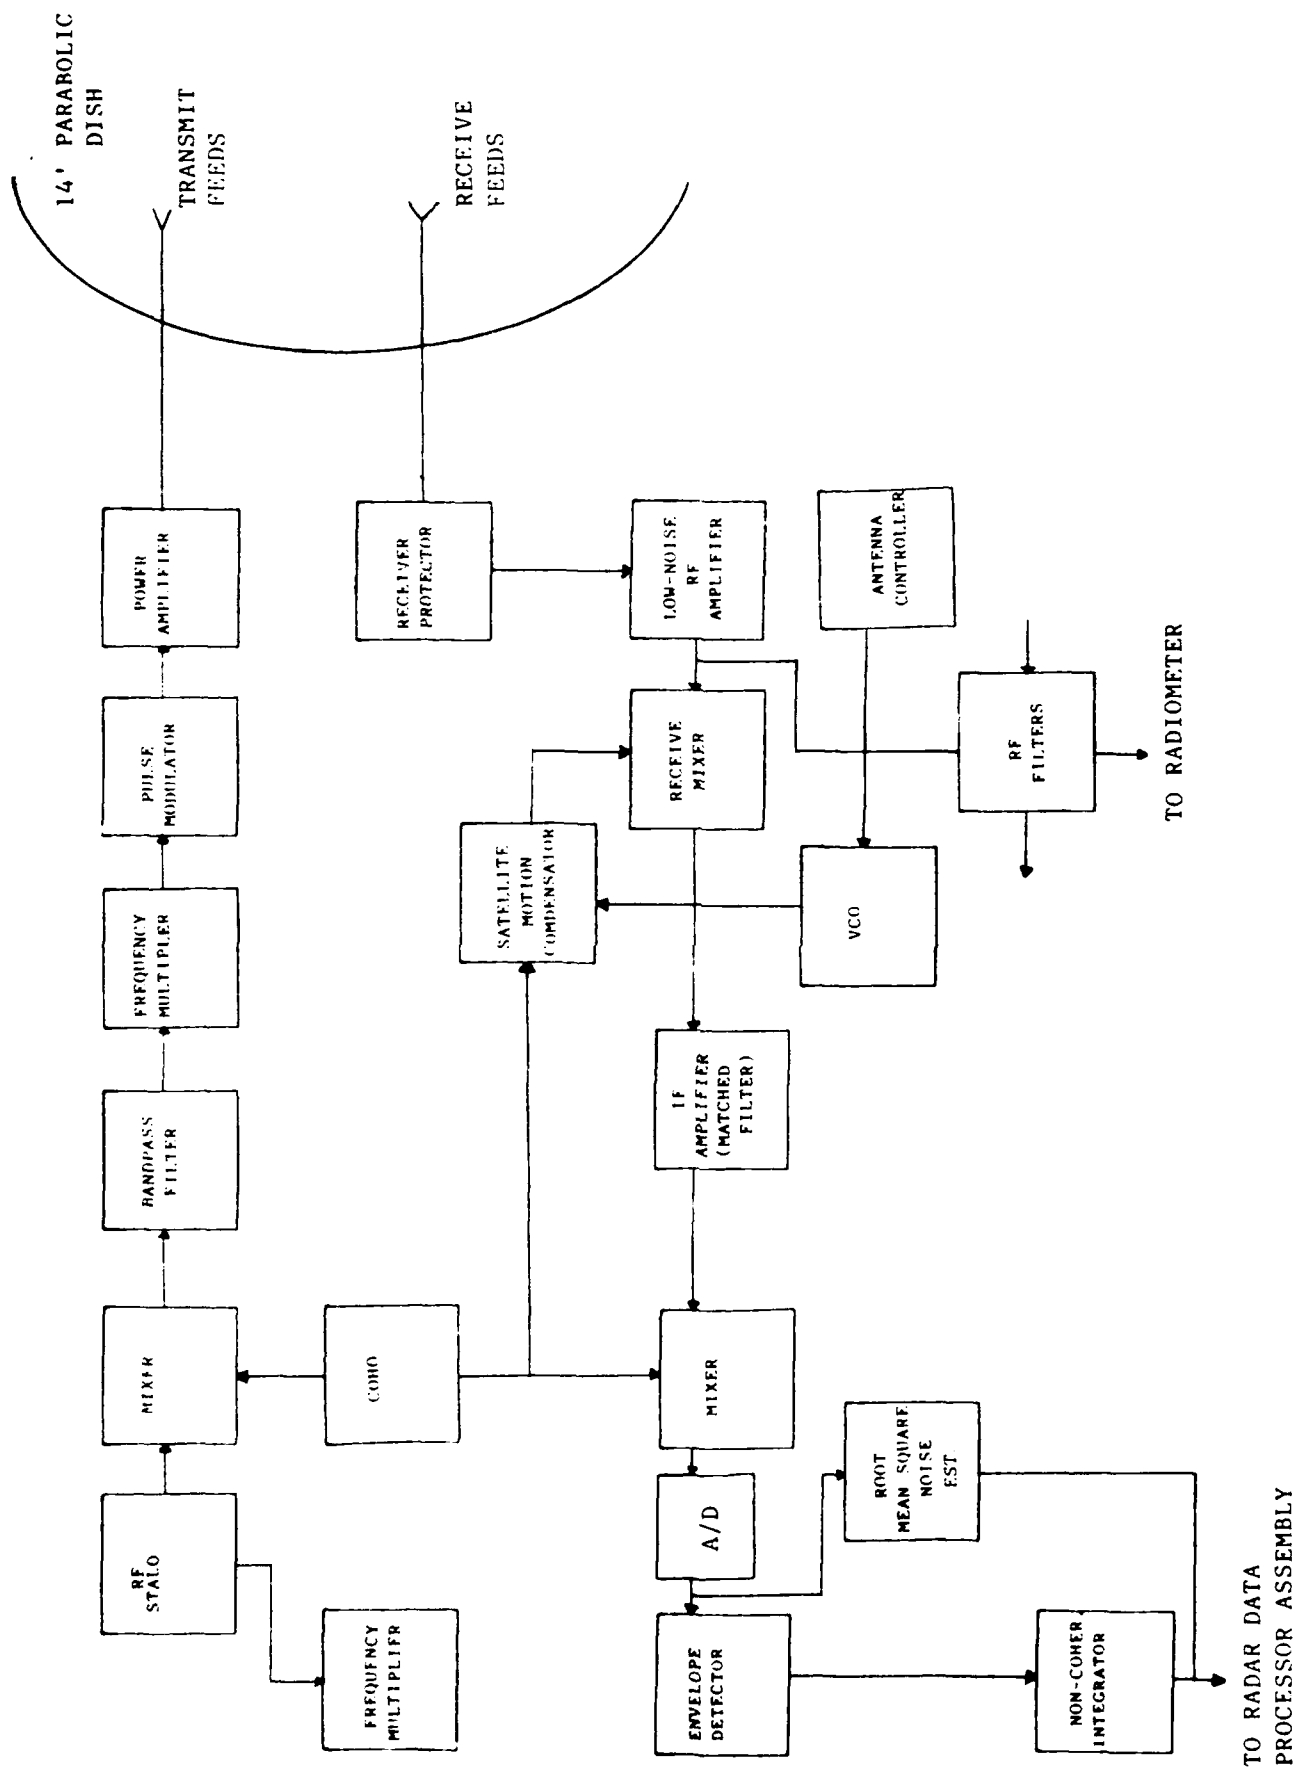 14' PARABOLIC
DISH
TRANSMIT
FEEDS
RECEIVE
FEEDS
RF
STALO
MIXER
BANDPASS
FILTER
FREQUENCY
MULTIPLER
PULSE
MODULATOR
POWER
AMPLIFIER
FREQUENCY
MULTIPLIER
COHO
SATELLITE
MOTION
COMDENSATOR
RECEIVER
PROTECTOR
ENVELOPE
DETECTOR
A/D
MIXER
IF
AMPLIFIER
(MATCHED
FILTER)
RECEIVE
MIXER
LOW-NOISE
RF
AMPLIFIER
ROOT
MEAN SQUARE
NOISE
EST.
VCO
ANTENNA
CONTROLLER
NON-COHER
INTEGRATOR
RF
FILTERS
TO RADIOMETER
TO RADAR DATA
PROCESSOR ASSEMBLY